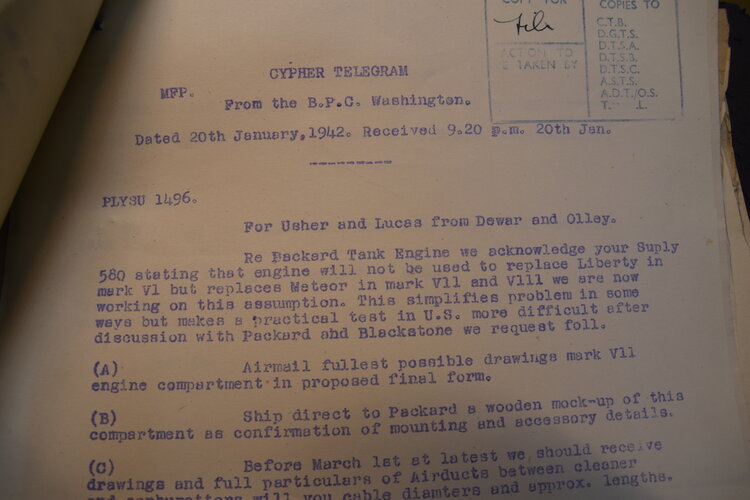 COPY FOR
file
ACTION TO
BE TAKEN BY
COPIES TO
C.T.B.
D.G.T.S.
D.T.S.A.
D.T.S.B.
D.T.S.C.
A.S.T.S.
A.D.T./O.S.
CYPHER TELEGRAM
MFP.
From the B.P.C. Washington.
Dated 20th January, 1942. Received 9.20 p.m. 20th Jan.
PLYSU 1496.
For Usher and Lucas from Dewar and Olley.
Re Packard Tank Engine we acknowledge your Suply
580 stating that engine will not be used to replace Liberty in
mark V1 but replaces Meteor in mark V11 and V111 we are now
working on this assumption. This simplifies problem in some
ways but makes a practical test in U.S. more difficult after
discussion with Packard and Blackstone we request foll.
(A) Airmail fullest possible drawings mark V11
engine compartment in proposed final form.
(B) Ship direct to Packard a wooden mock-up of this
compartment as confirmation of mounting and accessory details.
(C) Before March 1st at latest we should receive
drawings and full particulars of Airducts between cleaner
and will you cable diamters and approx. lengths.